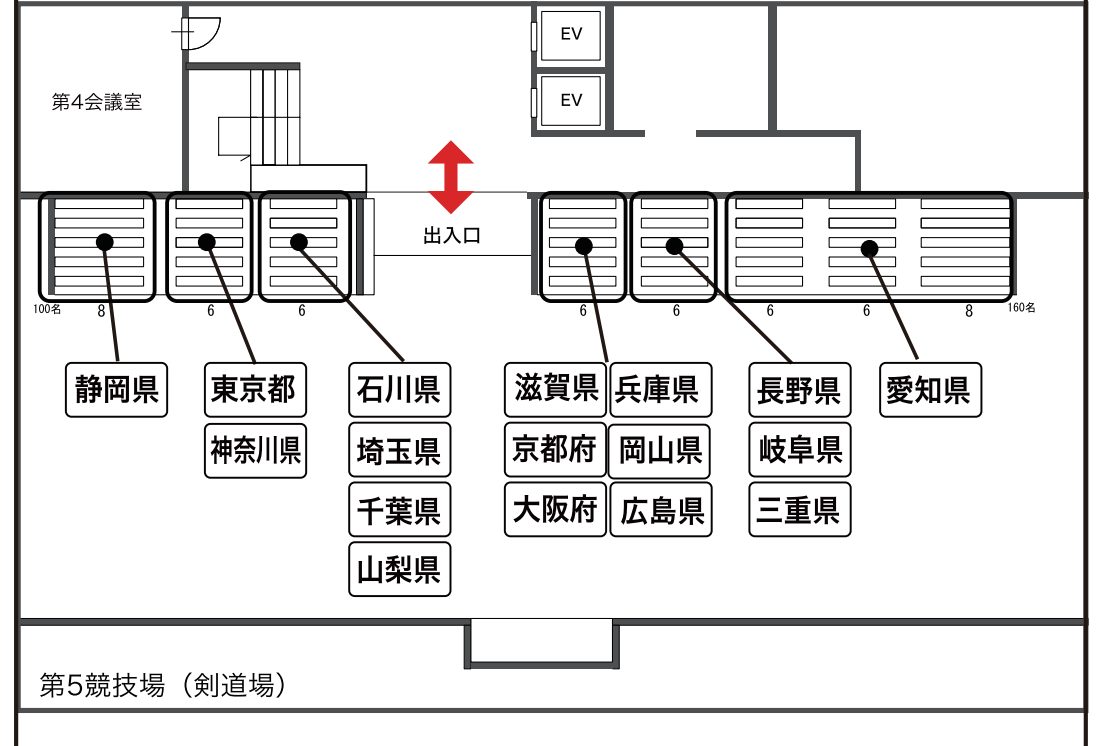 EV
EV
第4会議室
出入口
100名
8
6
6
6
6
6
6
8
160名
静岡県
東京都
神奈川県
石川県
埼玉県
千葉県
山梨県
滋賀県
兵庫県
京都府
岡山県
大阪府
広島県
長野県
岐阜県
三重県
愛知県
第5競技場（剣道場）